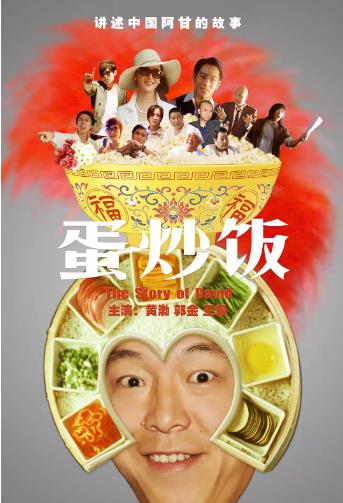 讲述中国阿甘的故事
福 福
蛋炒饭
The Story of David
主演：黄渤 郭金